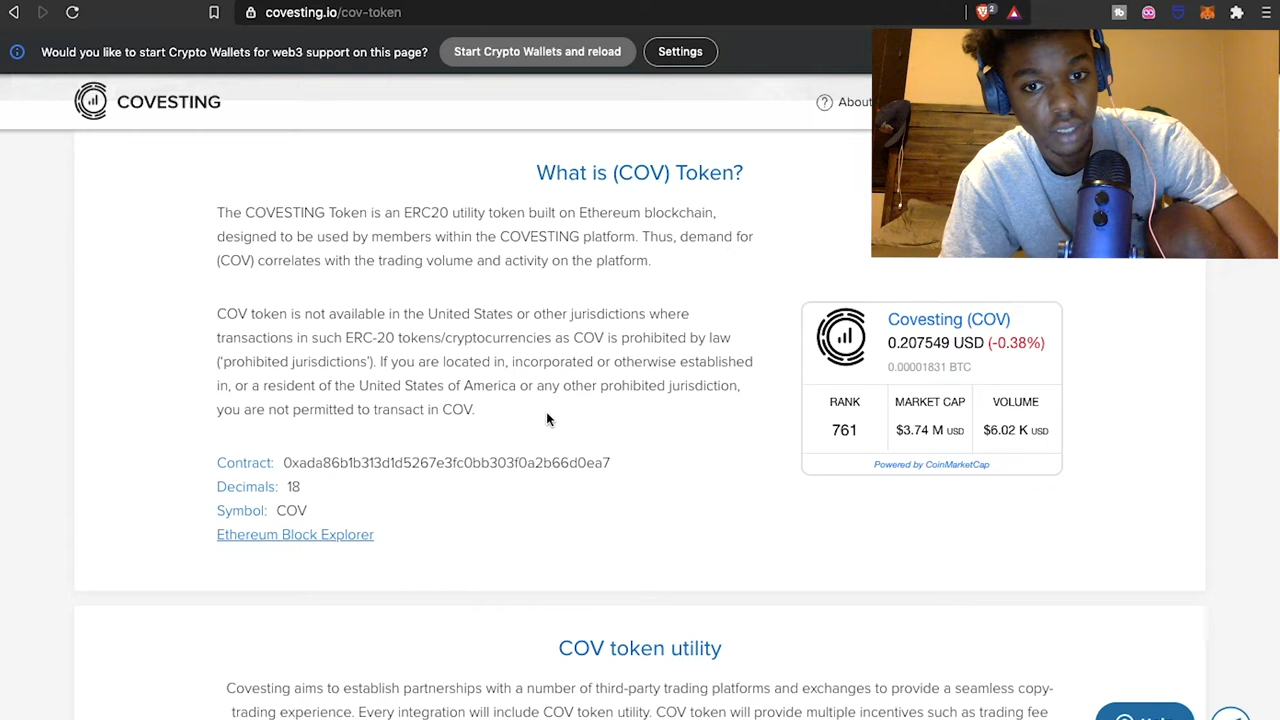 covesting.io/cov-token
2
Would you like to start Crypto Wallets for web3 support on this page?
Start Crypto Wallets and reload
Settings
COVESTING
? About
What is (COV) Token?
The COVESTING Token is an ERC20 utility token built on Ethereum blockchain,
designed to be used by members within the COVESTING platform. Thus, demand for
(COV) correlates with the trading volume and activity on the platform.
COV token is not available in the United States or other jurisdictions where
transactions in such ERC-20 tokens/cryptocurrencies as COV is prohibited by law
('prohibited jurisdictions'). If you are located in, incorporated or otherwise established
in, or a resident of the United States of America or any other prohibited jurisdiction,
you are not permitted to transact in COV.
Contract: 0xada86b1b313d1d5267e3fc0bb303f0a2b66d0ea7
Decimals: 18
Symbol: COV
Ethereum Block Explorer
Covesting (COV)
0.207549 USD (-0.38%)
0.00001831 BTC
RANK
761
MARKET CAP
$3.74 M USD
VOLUME
$6.02 K USD
Powered by CoinMarketCap
COV token utility
Covesting aims to establish partnerships with a number of third-party trading platforms and exchanges to provide a seamless copy-
trading experience. Every integration will include COV token utility. COV token will provide multiple incentives such as trading fee